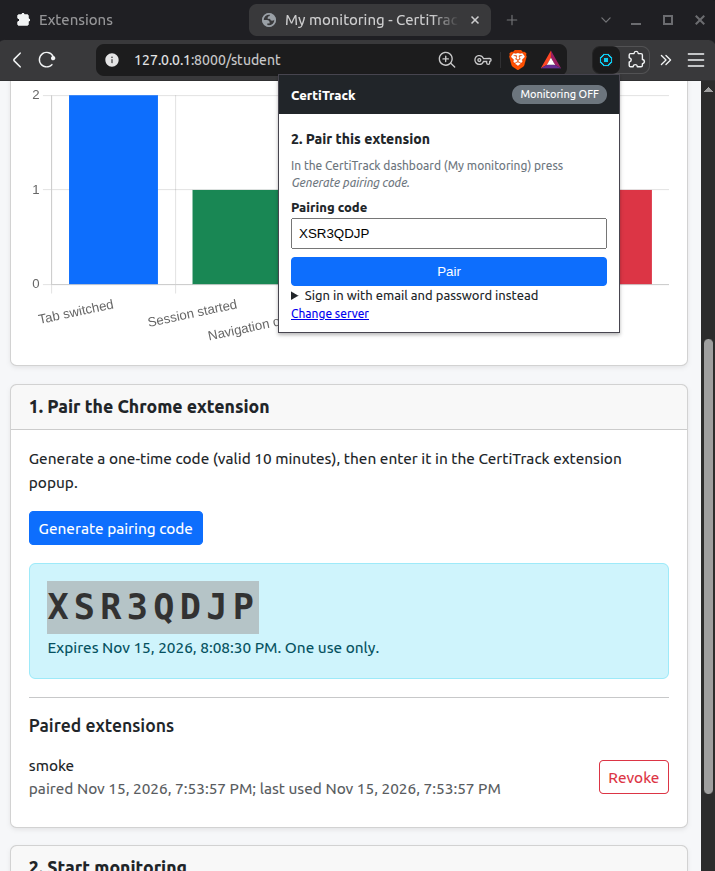 Extensions
My monitoring - CertiTrac
127.0.0.1:8000/student
CertiTrack
Monitoring OFF
2. Pair this extension
In the CertiTrack dashboard (My monitoring) press
Generate pairing code.
Pairing code
XSR3QDJP
Pair
Sign in with email and password instead
Change server
2
1
0
Tab switched
Session started
Navigation
1. Pair the Chrome extension
Generate a one-time code (valid 10 minutes), then enter it in the CertiTrack extension
popup.
Generate pairing code
XSR3QDJP
Expires Nov 15, 2026, 8:08:30 PM. One use only.
Paired extensions
smoke
paired Nov 15, 2026, 7:53:57 PM; last used Nov 15, 2026, 7:53:57 PM
Revoke
2. Start monitoring